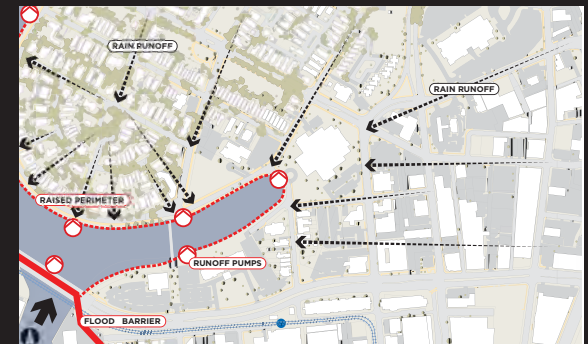 RAIN RUNOFF
RAIN RUNOFF
RAISED PERIMETER
RUNOFF PUMPS
FLOOD BARRIER